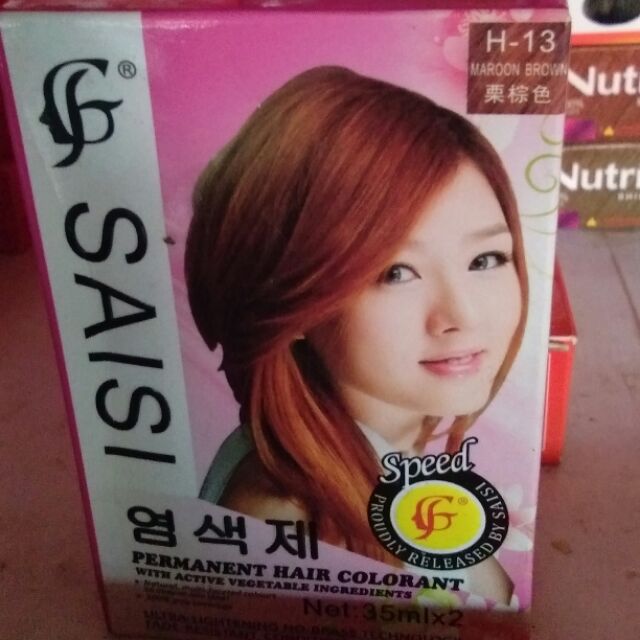 H-13
MAROON BROWN
栗棕色
®
SAISI
Speed
PROUDLY RELEASED BY SAISI
®
염색제
PERMANENT HAIR COLORANT
WITH ACTIVE VEGETABLE INGREDIENTS
Net:35ml×2
Nutri
Nutri